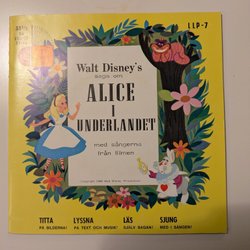 LLP-7
Walt Disney's
saga om
ALICE
I
UNDERLANDET
med sångerna
från filmen
TITTA
PÅ BILDERNA!
LYSSNA
PÅ TEXT OCH MUSIK!
LÄS
SJÄLV SAGAN!
SJUNG
MED I SÅNGEN!